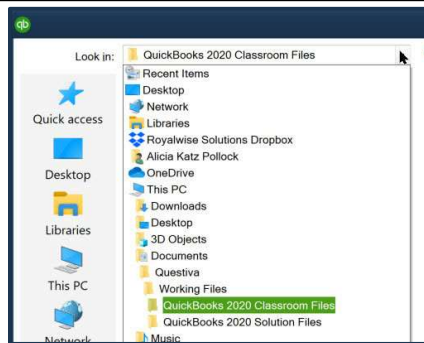 qb
Look in:
QuickBooks 2020 Classroom Files
Recent Items
Desktop
Network
Libraries
Royalwise Solutions Dropbox
Alicia Katz Pollock
OneDrive
This PC
Downloads
Desktop
3D Objects
Documents
Questiva
Working Files
QuickBooks 2020 Classroom Files
QuickBooks 2020 Solution Files
Music
Quick access
Desktop
Libraries
This PC
Network